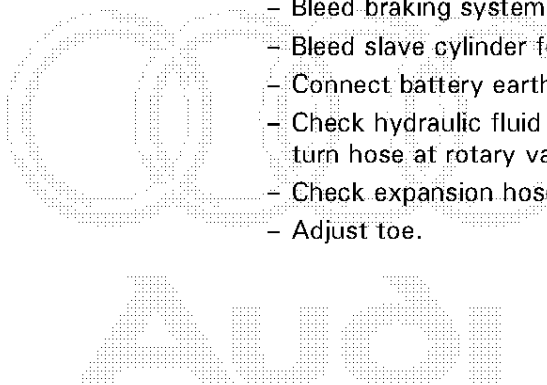 – Bleed braking system
– Bleed slave cylinder f
– Connect battery earth
– Check hydraulic fluid
turn hose at rotary va
– Check expansion hos
– Adjust toe.
Audi